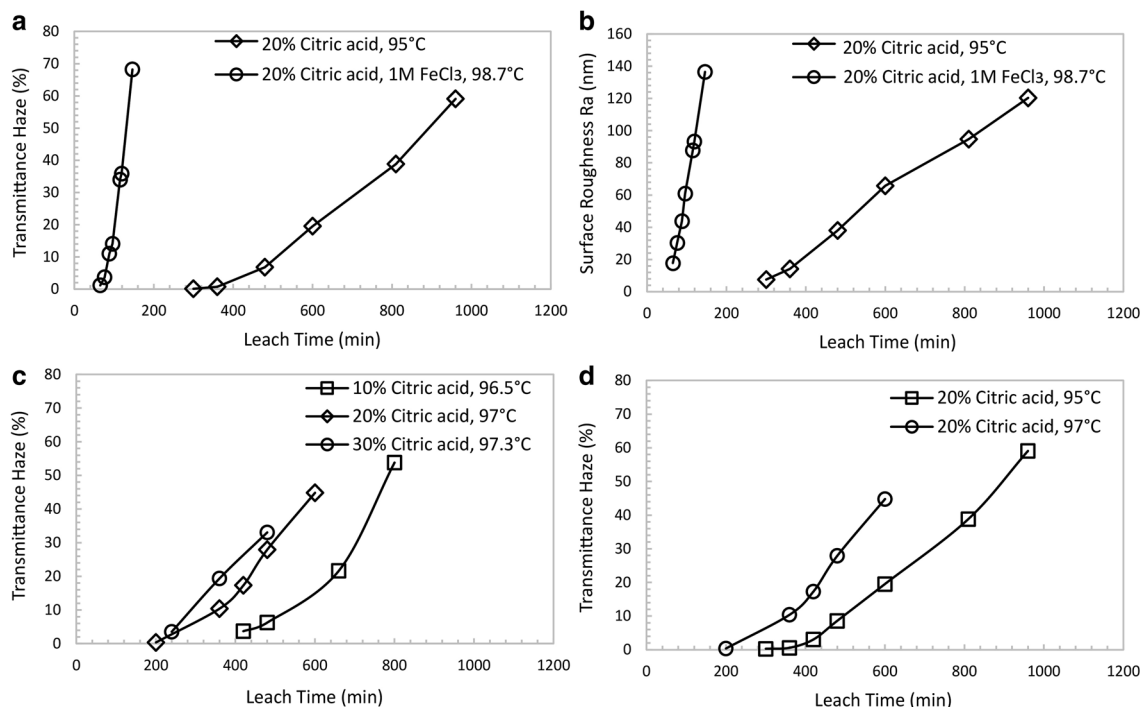 a
80
70
60
50
40
30
20
10
0
Transmittance Haze (%)
20% Citric acid, 95°C
20% Citric acid, 1M FeCl3, 98.7°C
0 200 400 600 800 1000 1200
Leach Time (min)
b
160
140
120
100
80
60
40
20
0
Surface Roughness Ra (nm)
20% Citric acid, 95°C
20% Citric acid, 1M FeCl3, 98.7°C
0 200 400 600 800 1000 1200
Leach Time (min)
c
80
70
60
50
40
30
20
10
0
Transmittance Haze (%)
10% Citric acid, 96.5°C
20% Citric acid, 97°C
30% Citric acid, 97.3°C
0 200 400 600 800 1000 1200
Leach Time (min)
d
80
70
60
50
40
30
20
10
0
Transmittance Haze (%)
20% Citric acid, 95°C
20% Citric acid, 97°C
0 200 400 600 800 1000 1200
Leach Time (min)